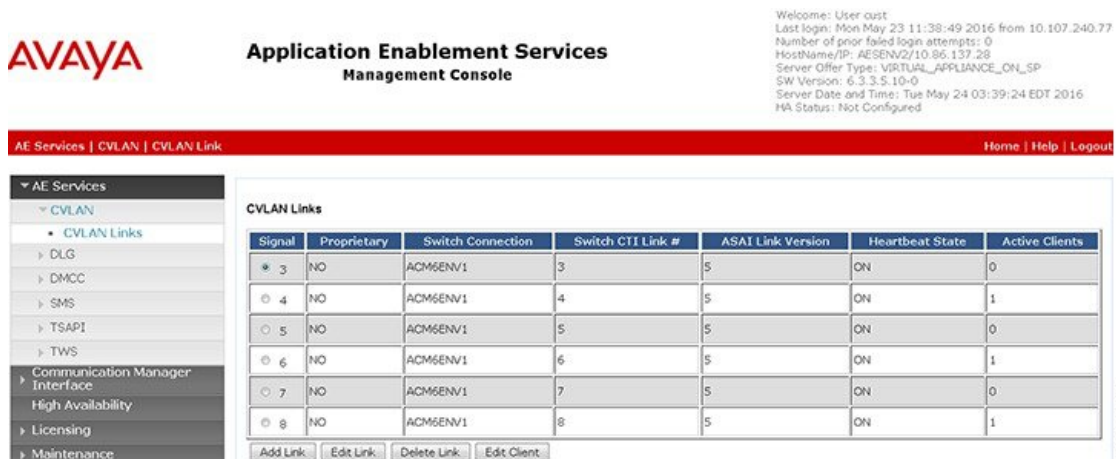 Welcome: User cust
Last login: Mon May 23 11:38:49 2016 from 10.107.240.77
Number of prior failed login attempts: 0
HostName/IP: AESENV2/10.86.137.28
Server Offer Type: VIRTUAL_APPLIANCE_ON_SP
SW Version: 6.3.3.5.10-0
Server Date and Time: Tue May 24 03:39:24 EDT 2016
HA Status: Not Configured
AVAYA
Application Enablement Services
Management Console
AE Services | CVLAN | CVLAN Link
Home | Help | Logout
AE Services
CVLAN
CVLAN Links
DLG
DMCC
SMS
TSAPI
TWS
Communication Manager
Interface
High Availability
Licensing
Maintenance
CVLAN Links
Signal Proprietary Switch Connection Switch CTI Link # ASAI Link Version Heartbeat State Active Clients
3 NO ACM6ENV1 3 5 ON 0
4 NO ACM6ENV1 4 5 ON 1
5 NO ACM6ENV1 5 5 ON 0
6 NO ACM6ENV1 6 5 ON 1
7 NO ACM6ENV1 7 5 ON 0
8 NO ACM6ENV1 8 5 ON 1
Add Link Edit Link Delete Link Edit Client